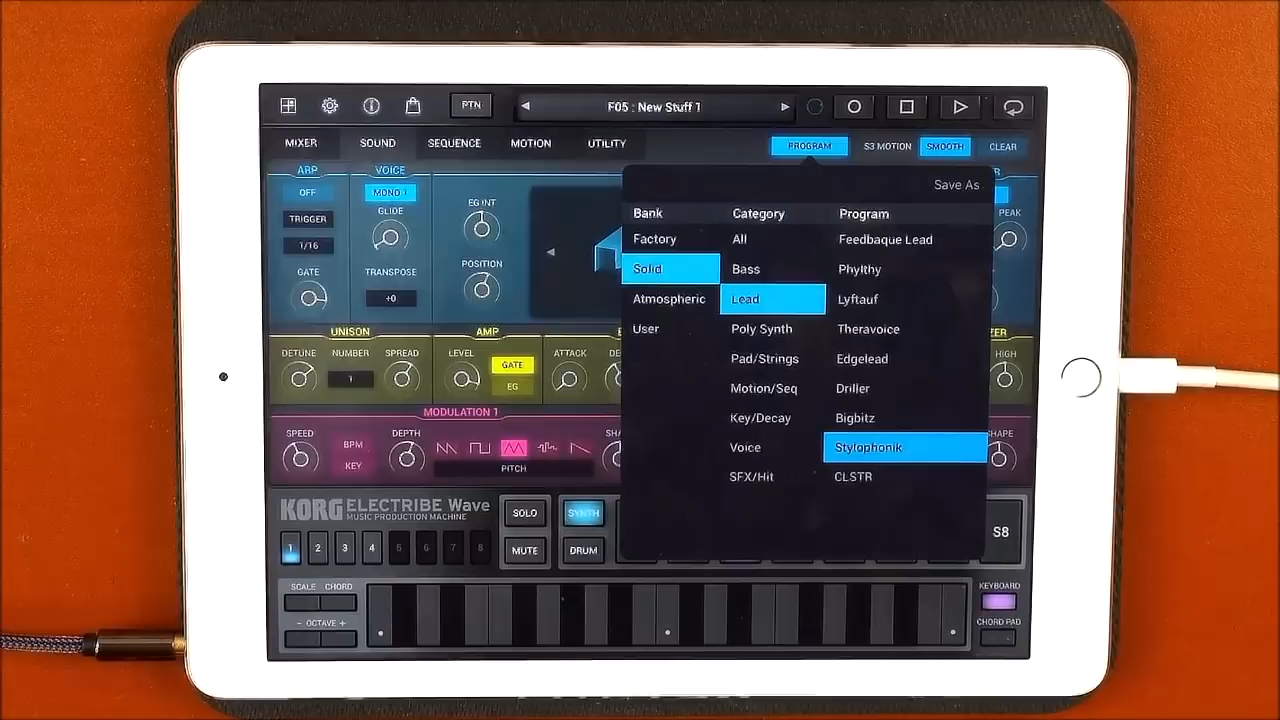 PTN
F05 : New Stuff 1
MIXER SOUND SEQUENCE MOTION UTILITY PROGRAM S3 MOTION SMOOTH CLEAR
ARP VOICE
OFF MONO 1
Save As
TRIGGER GLIDE EG INT PEAK
Bank Category Program
1/16
Factory All Feedbaque Lead
GATE TRANSPOSE POSITION
Solid Bass Phylthy
+0
Atmospheric Lead Lyftauf
User Poly Synth Theravoice
UNISON AMP
DETUNE NUMBER SPREAD LEVEL GATE ATTACK HIGH
Pad/Strings Edgelead
1
EG
Motion/Seq Driller
MODULATION 1
Key/Decay Bigbitz
SPEED BPM DEPTH SHAPE
Voice Stylophonik
KEY PITCH
SFX/Hit CLSTR
KORG ELECTRIBE Wave
MUSIC PRODUCTION MACHINE
SOLO SYNTH S8
1 2 3 4 5 6 7 8
MUTE DRUM
SCALE CHORD KEYBOARD
- OCTAVE + CHORD PAD